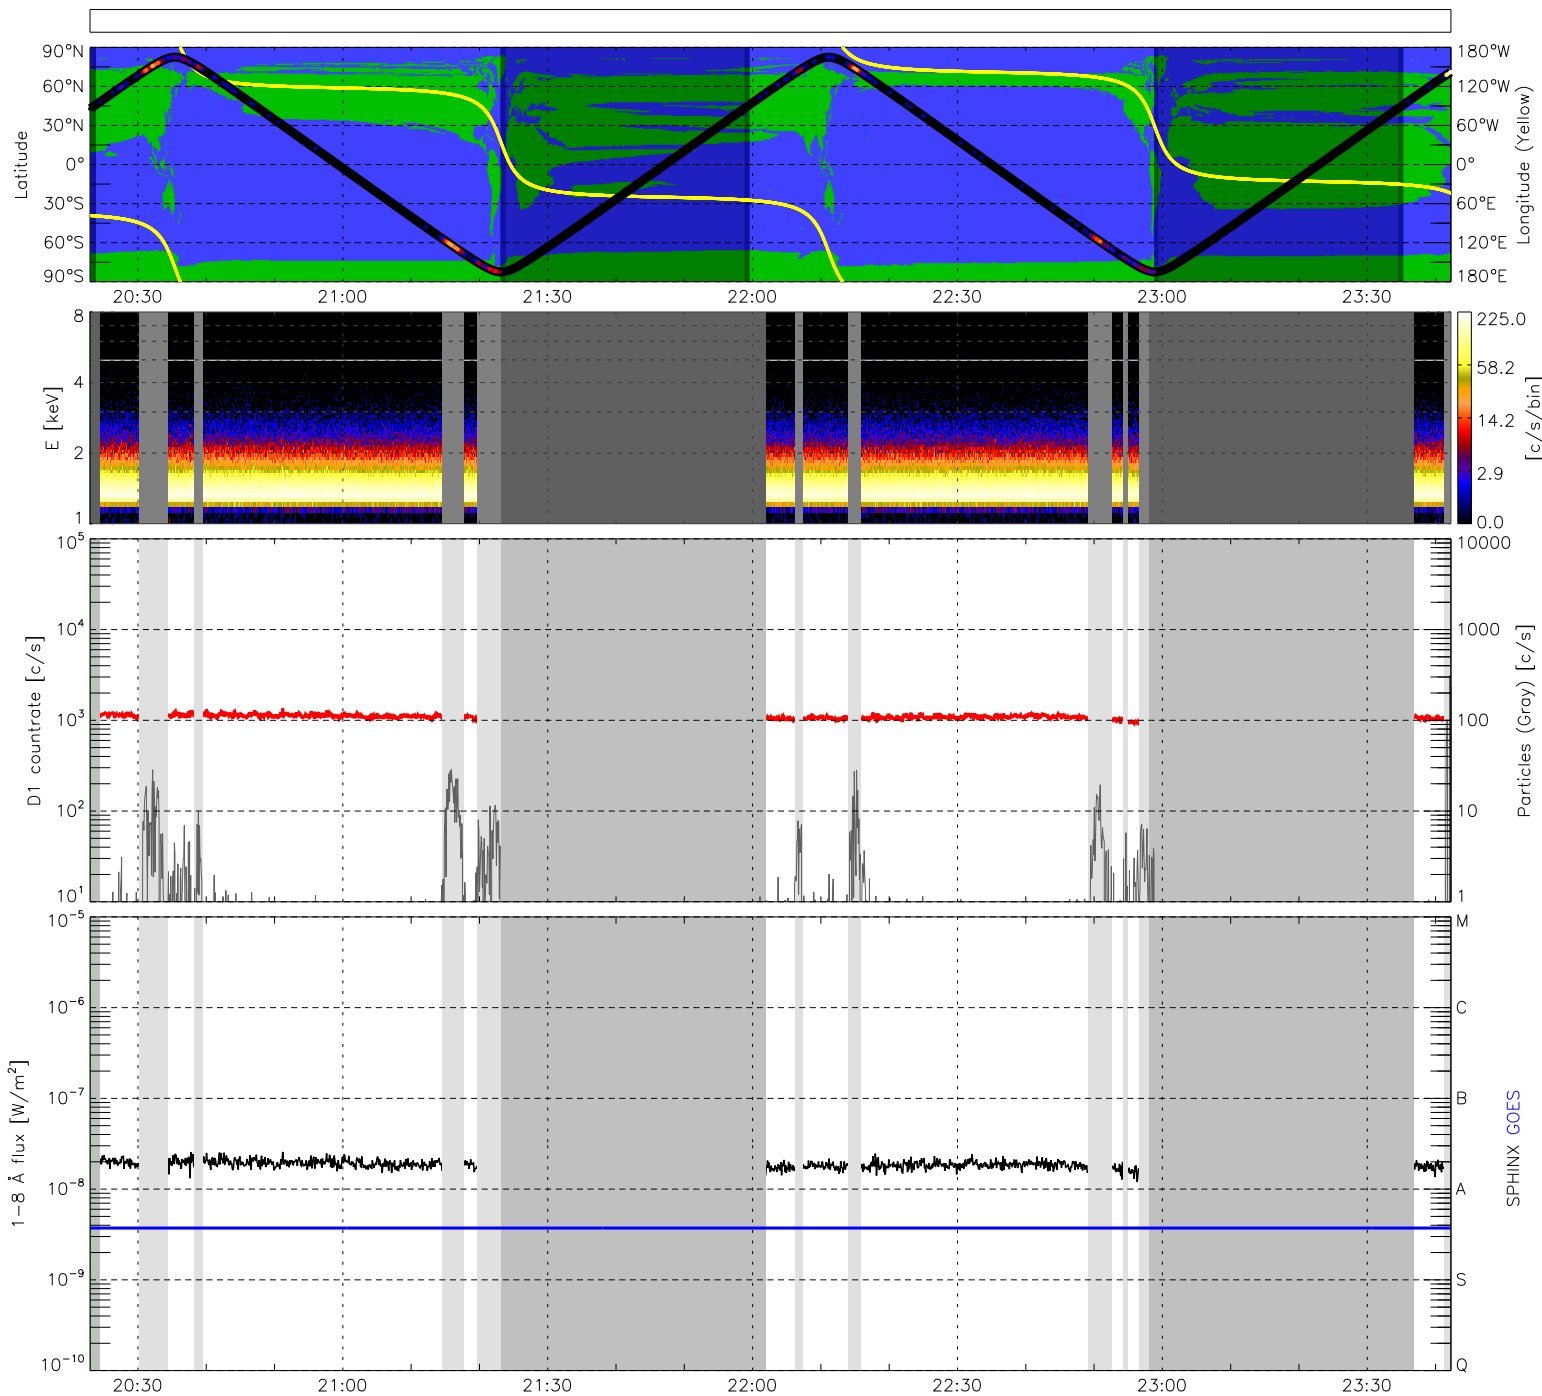 90°N
60°N
30°N
0°
30°S
60°S
90°S
Latitude
180°W
120°W
60°W
0°
60°E
120°E
180°E
Longitude (Yellow)
20:30 21:00 21:30 22:00 22:30 23:00 23:30
8
4
2
1
E [keV]
225.0
58.2
14.2
2.9
0.0
[c/s/bin]
10^5
10^4
10^3
10^2
10^1
D1 countrate [c/s]
10000
1000
100
10
1
Particles (Gray) [c/s]
10^-5
10^-6
10^-7
10^-8
10^-9
10^-10
1-8 Å flux [W/m^2]
M
C
B
A
S
Q
SPHINX GOES
20:30 21:00 21:30 22:00 22:30 23:00 23:30